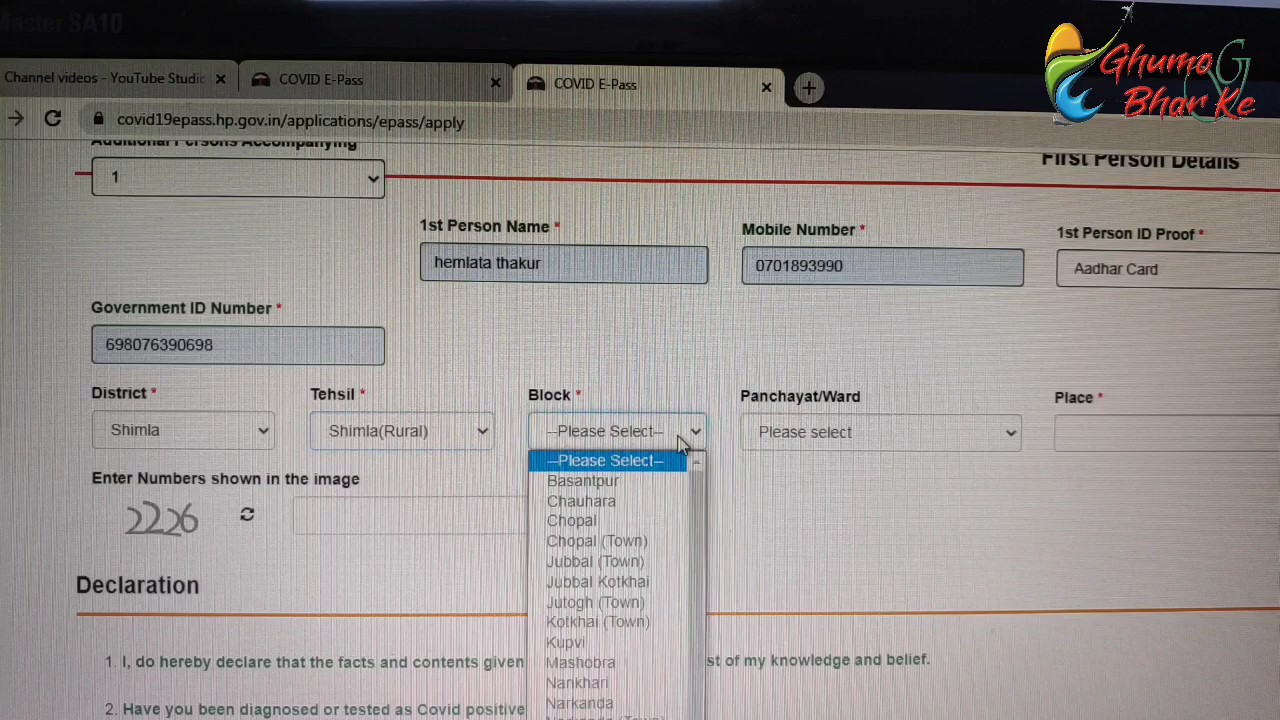 Master SA10
Ghumo
G
Bhar Ke
Channel videos - YouTube Studio
COVID E-Pass
COVID E-Pass
covid19epass.hp.gov.in/applications/epass/apply
Additional Persons Accompanying
First Person Details
1
1st Person Name *
Mobile Number *
1st Person ID Proof *
hemlata thakur
0701893990
Aadhar Card
Government ID Number *
698076390698
District *
Tehsil *
Block *
Panchayat/Ward
Place *
Shimla
Shimla(Rural)
--Please Select--
Please select
--Please Select--
Enter Numbers shown in the image
Basantpur
Chauhara
2226
Chopal
Chopal (Town)
Jubbal (Town)
Declaration
Jubbal Kotkhai
Jutogh (Town)
Kotkhai (Town)
Kupvi
1. I, do hereby declare that the facts and contents given
st of my knowledge and belief.
Mashobra
Nankhari
Narkanda
2. Have you been diagnosed or tested as Covid positive